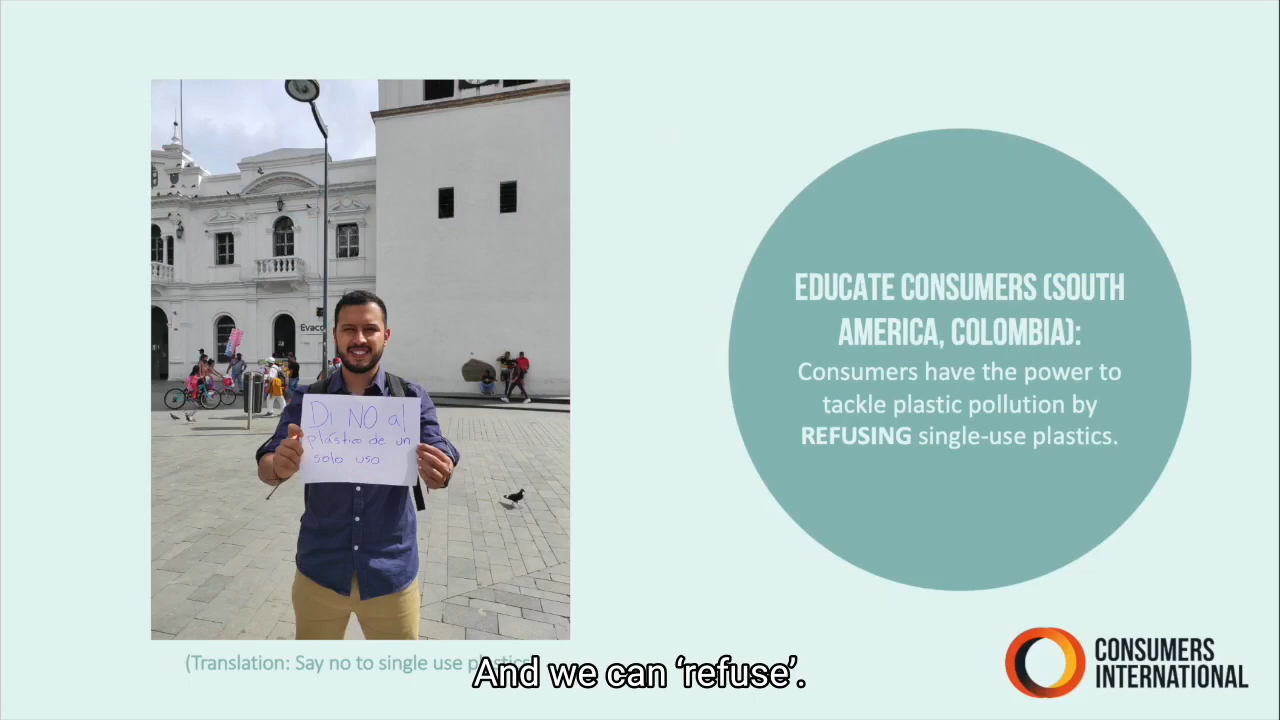 Evac
Di NO al
plástico de un
solo uso
EDUCATE CONSUMERS (SOUTH
AMERICA, COLOMBIA):
Consumers have the power to
tackle plastic pollution by
REFUSING single-use plastics.
(Translation: Say no to single use plastics
And we can ‘refuse’.
CONSUMERS
INTERNATIONAL